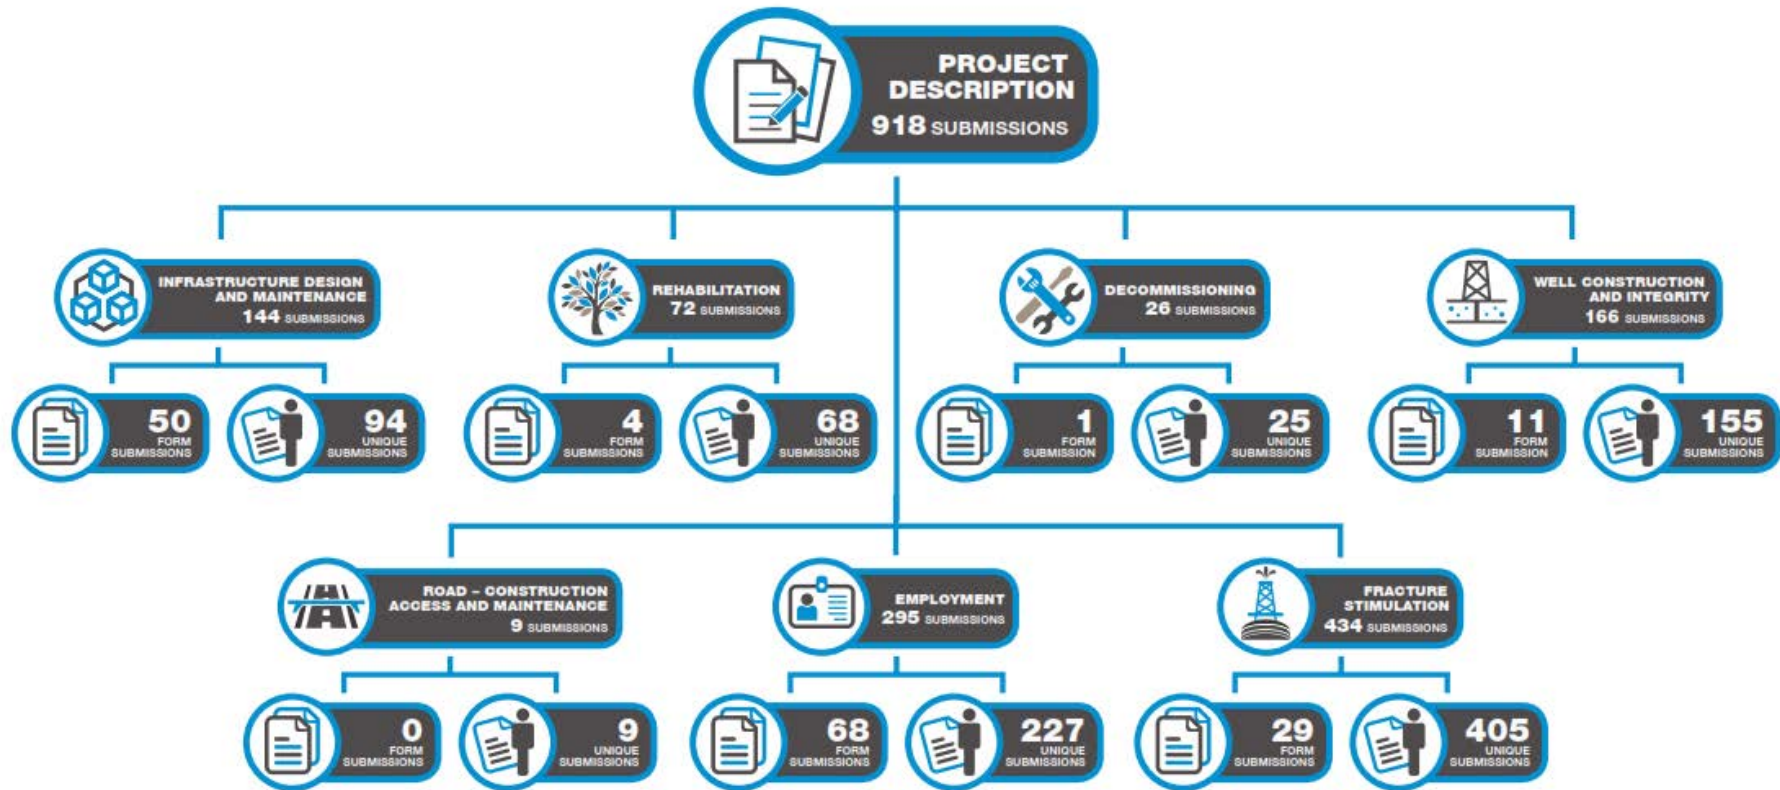 PROJECT
DESCRIPTION
918 SUBMISSIONS
INFRASTRUCTURE DESIGN
AND MAINTENANCE
144 SUBMISSIONS
REHABILITATION
72 SUBMISSIONS
DECOMMISSIONING
26 SUBMISSIONS
WELL CONSTRUCTION
AND INTEGRITY
166 SUBMISSIONS
50
FORM
SUBMISSIONS
94
UNIQUE
SUBMISSIONS
4
FORM
SUBMISSIONS
68
UNIQUE
SUBMISSIONS
1
FORM
SUBMISSION
25
UNIQUE
SUBMISSIONS
11
FORM
SUBMISSION
155
UNIQUE
SUBMISSIONS
ROAD – CONSTRUCTION
ACCESS AND MAINTENANCE
9 SUBMISSIONS
EMPLOYMENT
295 SUBMISSIONS
FRACTURE
STIMULATION
434 SUBMISSIONS
0
FORM
SUBMISSIONS
9
UNIQUE
SUBMISSIONS
68
FORM
SUBMISSIONS
227
UNIQUE
SUBMISSIONS
29
FORM
SUBMISSIONS
405
UNIQUE
SUBMISSIONS